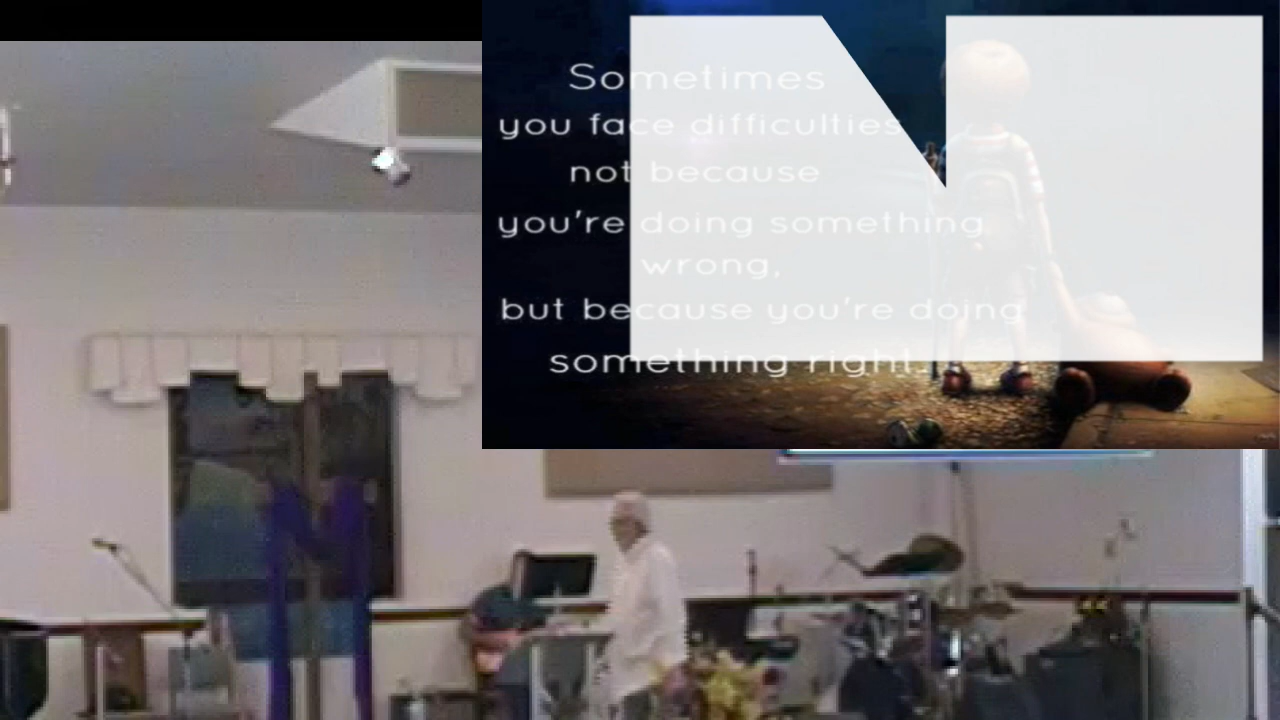 Sometimes
you face difficulties
not because
you're doing something
wrong,
but because you're doing
something right.